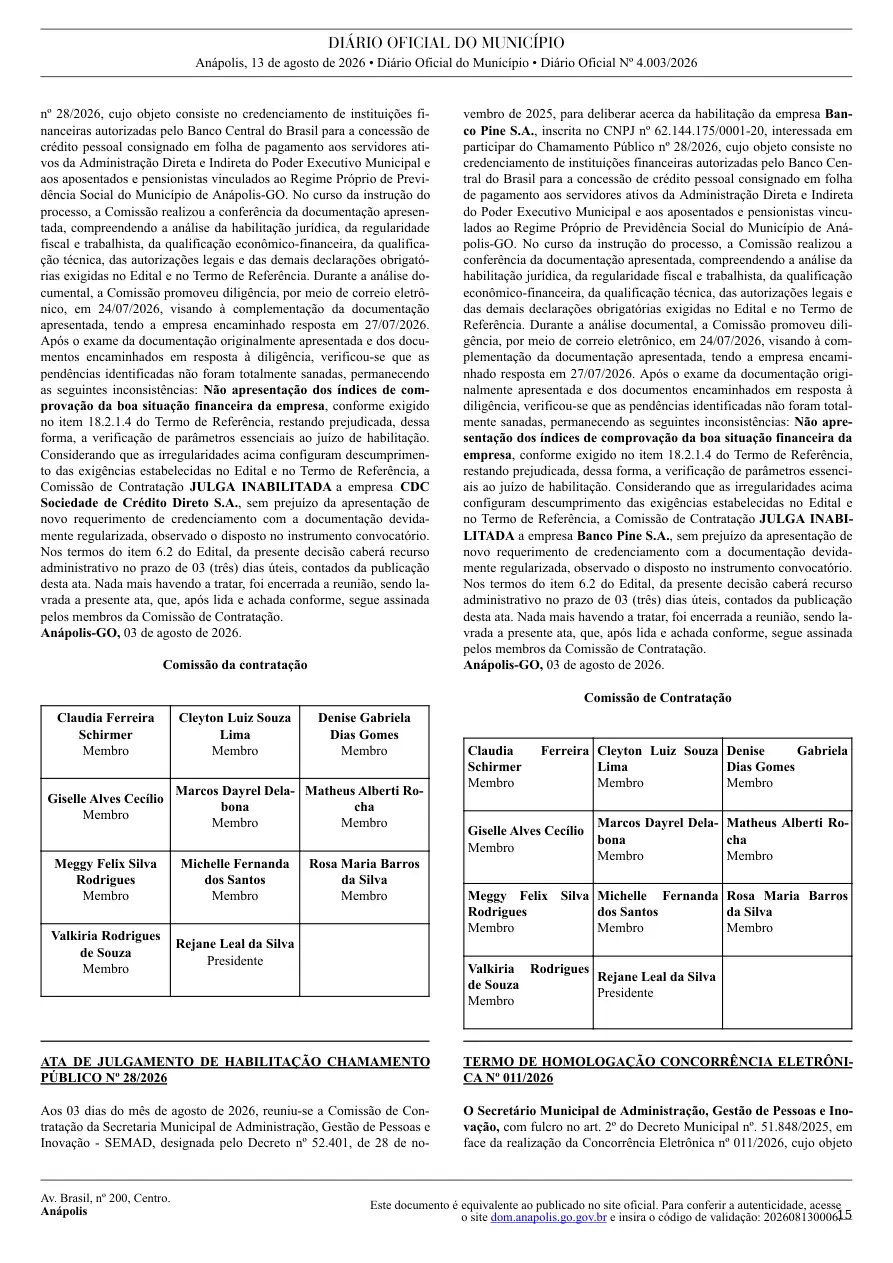 DIÁRIO OFICIAL DO MUNICÍPIO
Anápolis, 13 de agosto de 2026 • Diário Oficial do Município • Diário Oficial Nº 4.003/2026
nº 28/2026, cujo objeto consiste no credenciamento de instituições fi-
nanceiras autorizadas pelo Banco Central do Brasil para a concessão de
crédito pessoal consignado em folha de pagamento aos servidores ati-
vos da Administração Direta e Indireta do Poder Executivo Municipal e
aos aposentados e pensionistas vinculados ao Regime Próprio de Previ-
dência Social do Município de Anápolis-GO. No curso da instrução do
processo, a Comissão realizou a conferência da documentação apresen-
tada, compreendendo a análise da habilitação jurídica, da regularidade
fiscal e trabalhista, da qualificação econômico-financeira, da qualifica-
ção técnica, das autorizações legais e das demais declarações obrigató-
rias exigidas no Edital e no Termo de Referência. Durante a análise do-
cumental, a Comissão promoveu diligência, por meio de correio eletrô-
nico, em 24/07/2026, visando à complementação da documentação
apresentada, tendo a empresa encaminhado resposta em 27/07/2026.
Após o exame da documentação originalmente apresentada e dos docu-
mentos encaminhados em resposta à diligência, verificou-se que as
pendências identificadas não foram totalmente sanadas, permanecendo
as seguintes inconsistências: Não apresentação dos índices de com-
provação da boa situação financeira da empresa, conforme exigido
no item 18.2.1.4 do Termo de Referência, restando prejudicada, dessa
forma, a verificação de parâmetros essenciais ao juízo de habilitação.
Considerando que as irregularidades acima configuram descumprimen-
to das exigências estabelecidas no Edital e no Termo de Referência, a
Comissão de Contratação JULGA INABILITADA a empresa CDC
Sociedade de Crédito Direto S.A., sem prejuízo da apresentação de
novo requerimento de credenciamento com a documentação devida-
mente regularizada, observado o disposto no instrumento convocatório.
Nos termos do item 6.2 do Edital, da presente decisão caberá recurso
administrativo no prazo de 03 (três) dias úteis, contados da publicação
desta ata. Nada mais havendo a tratar, foi encerrada a reunião, sendo la-
vrada a presente ata, que, após lida e achada conforme, segue assinada
pelos membros da Comissão de Contratação.
Anápolis-GO, 03 de agosto de 2026.
Comissão da contratação
Claudia Ferreira
Schirmer
Membro
Cleyton Luiz Souza
Lima
Membro
Denise Gabriela
Dias Gomes
Membro
Giselle Alves Cecílio
Membro
Marcos Dayrel Dela-
bona
Membro
Matheus Alberti Ro-
cha
Membro
Meggy Felix Silva
Rodrigues
Membro
Michelle Fernanda
dos Santos
Membro
Rosa Maria Barros
da Silva
Membro
Valkiria Rodrigues
de Souza
Membro
Rejane Leal da Silva
Presidente
ATA DE JULGAMENTO DE HABILITAÇÃO CHAMAMENTO
PÚBLICO Nº 28/2026
Aos 03 dias do mês de agosto de 2026, reuniu-se a Comissão de Con-
tratação da Secretaria Municipal de Administração, Gestão de Pessoas e
Inovação - SEMAD, designada pelo Decreto nº 52.401, de 28 de no-
vembro de 2025, para deliberar acerca da habilitação da empresa Ban-
co Pine S.A., inscrita no CNPJ nº 62.144.175/0001-20, interessada em
participar do Chamamento Público nº 28/2026, cujo objeto consiste no
credenciamento de instituições financeiras autorizadas pelo Banco Cen-
tral do Brasil para a concessão de crédito pessoal consignado em folha
de pagamento aos servidores ativos da Administração Direta e Indireta
do Poder Executivo Municipal e aos aposentados e pensionistas vincu-
lados ao Regime Próprio de Previdência Social do Município de Aná-
polis-GO. No curso da instrução do processo, a Comissão realizou a
conferência da documentação apresentada, compreendendo a análise da
habilitação jurídica, da regularidade fiscal e trabalhista, da qualificação
econômico-financeira, da qualificação técnica, das autorizações legais e
das demais declarações obrigatórias exigidas no Edital e no Termo de
Referência. Durante a análise documental, a Comissão promoveu dili-
gência, por meio de correio eletrônico, em 24/07/2026, visando à com-
plementação da documentação apresentada, tendo a empresa encami-
nhado resposta em 27/07/2026. Após o exame da documentação origi-
nalmente apresentada e dos documentos encaminhados em resposta à
diligência, verificou-se que as pendências identificadas não foram total-
mente sanadas, permanecendo as seguintes inconsistências: Não apre-
sentação dos índices de comprovação da boa situação financeira da
empresa, conforme exigido no item 18.2.1.4 do Termo de Referência,
restando prejudicada, dessa forma, a verificação de parâmetros essenci-
ais ao juízo de habilitação. Considerando que as irregularidades acima
configuram descumprimento das exigências estabelecidas no Edital e
no Termo de Referência, a Comissão de Contratação JULGA INABI-
LITADA a empresa Banco Pine S.A., sem prejuízo da apresentação de
novo requerimento de credenciamento com a documentação devida-
mente regularizada, observado o disposto no instrumento convocatório.
Nos termos do item 6.2 do Edital, da presente decisão caberá recurso
administrativo no prazo de 03 (três) dias úteis, contados da publicação
desta ata. Nada mais havendo a tratar, foi encerrada a reunião, sendo la-
vrada a presente ata, que, após lida e achada conforme, segue assinada
pelos membros da Comissão de Contratação.
Anápolis-GO, 03 de agosto de 2026.
Comissão de Contratação
Claudia Ferreira
Schirmer
Membro
Cleyton Luiz Souza
Lima
Membro
Denise Gabriela
Dias Gomes
Membro
Giselle Alves Cecílio
Membro
Marcos Dayrel Dela-
bona
Membro
Matheus Alberti Ro-
cha
Membro
Meggy Felix Silva
Rodrigues
Membro
Michelle Fernanda
dos Santos
Membro
Rosa Maria Barros
da Silva
Membro
Valkiria Rodrigues
de Souza
Membro
Rejane Leal da Silva
Presidente
TERMO DE HOMOLOGAÇÃO CONCORRÊNCIA ELETRÔNI-
CA Nº 011/2026
O Secretário Municipal de Administração, Gestão de Pessoas e Ino-
vação, com fulcro no art. 2º do Decreto Municipal nº. 51.848/2025, em
face da realização da Concorrência Eletrônica nº 011/2026, cujo objeto
Av. Brasil, nº 200, Centro.
Anápolis
Este documento é equivalente ao publicado no site oficial. Para conferir a autenticidade, acesse
o site dom.anapolis.go.gov.br e insira o código de validação:
15